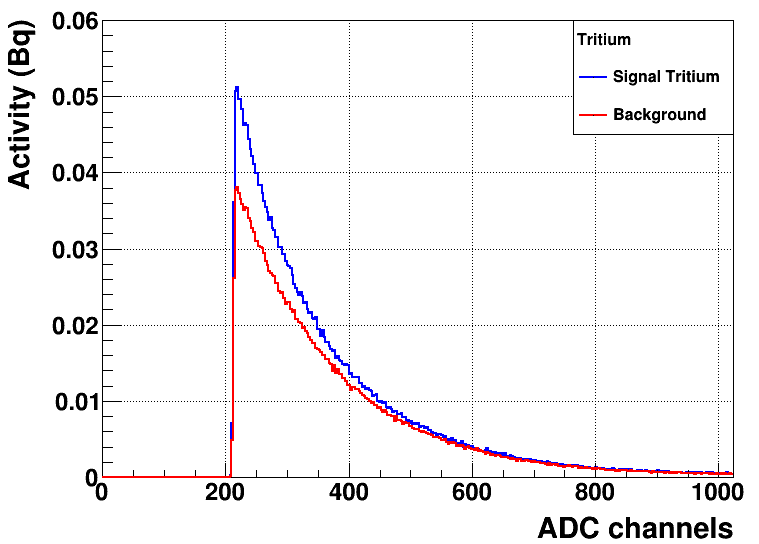 Activity (Bq)
0.06
0.05
0.04
0.03
0.02
0.01
0
Tritium
Signal Tritium
Background
0 200 400 600 800 1000
ADC channels